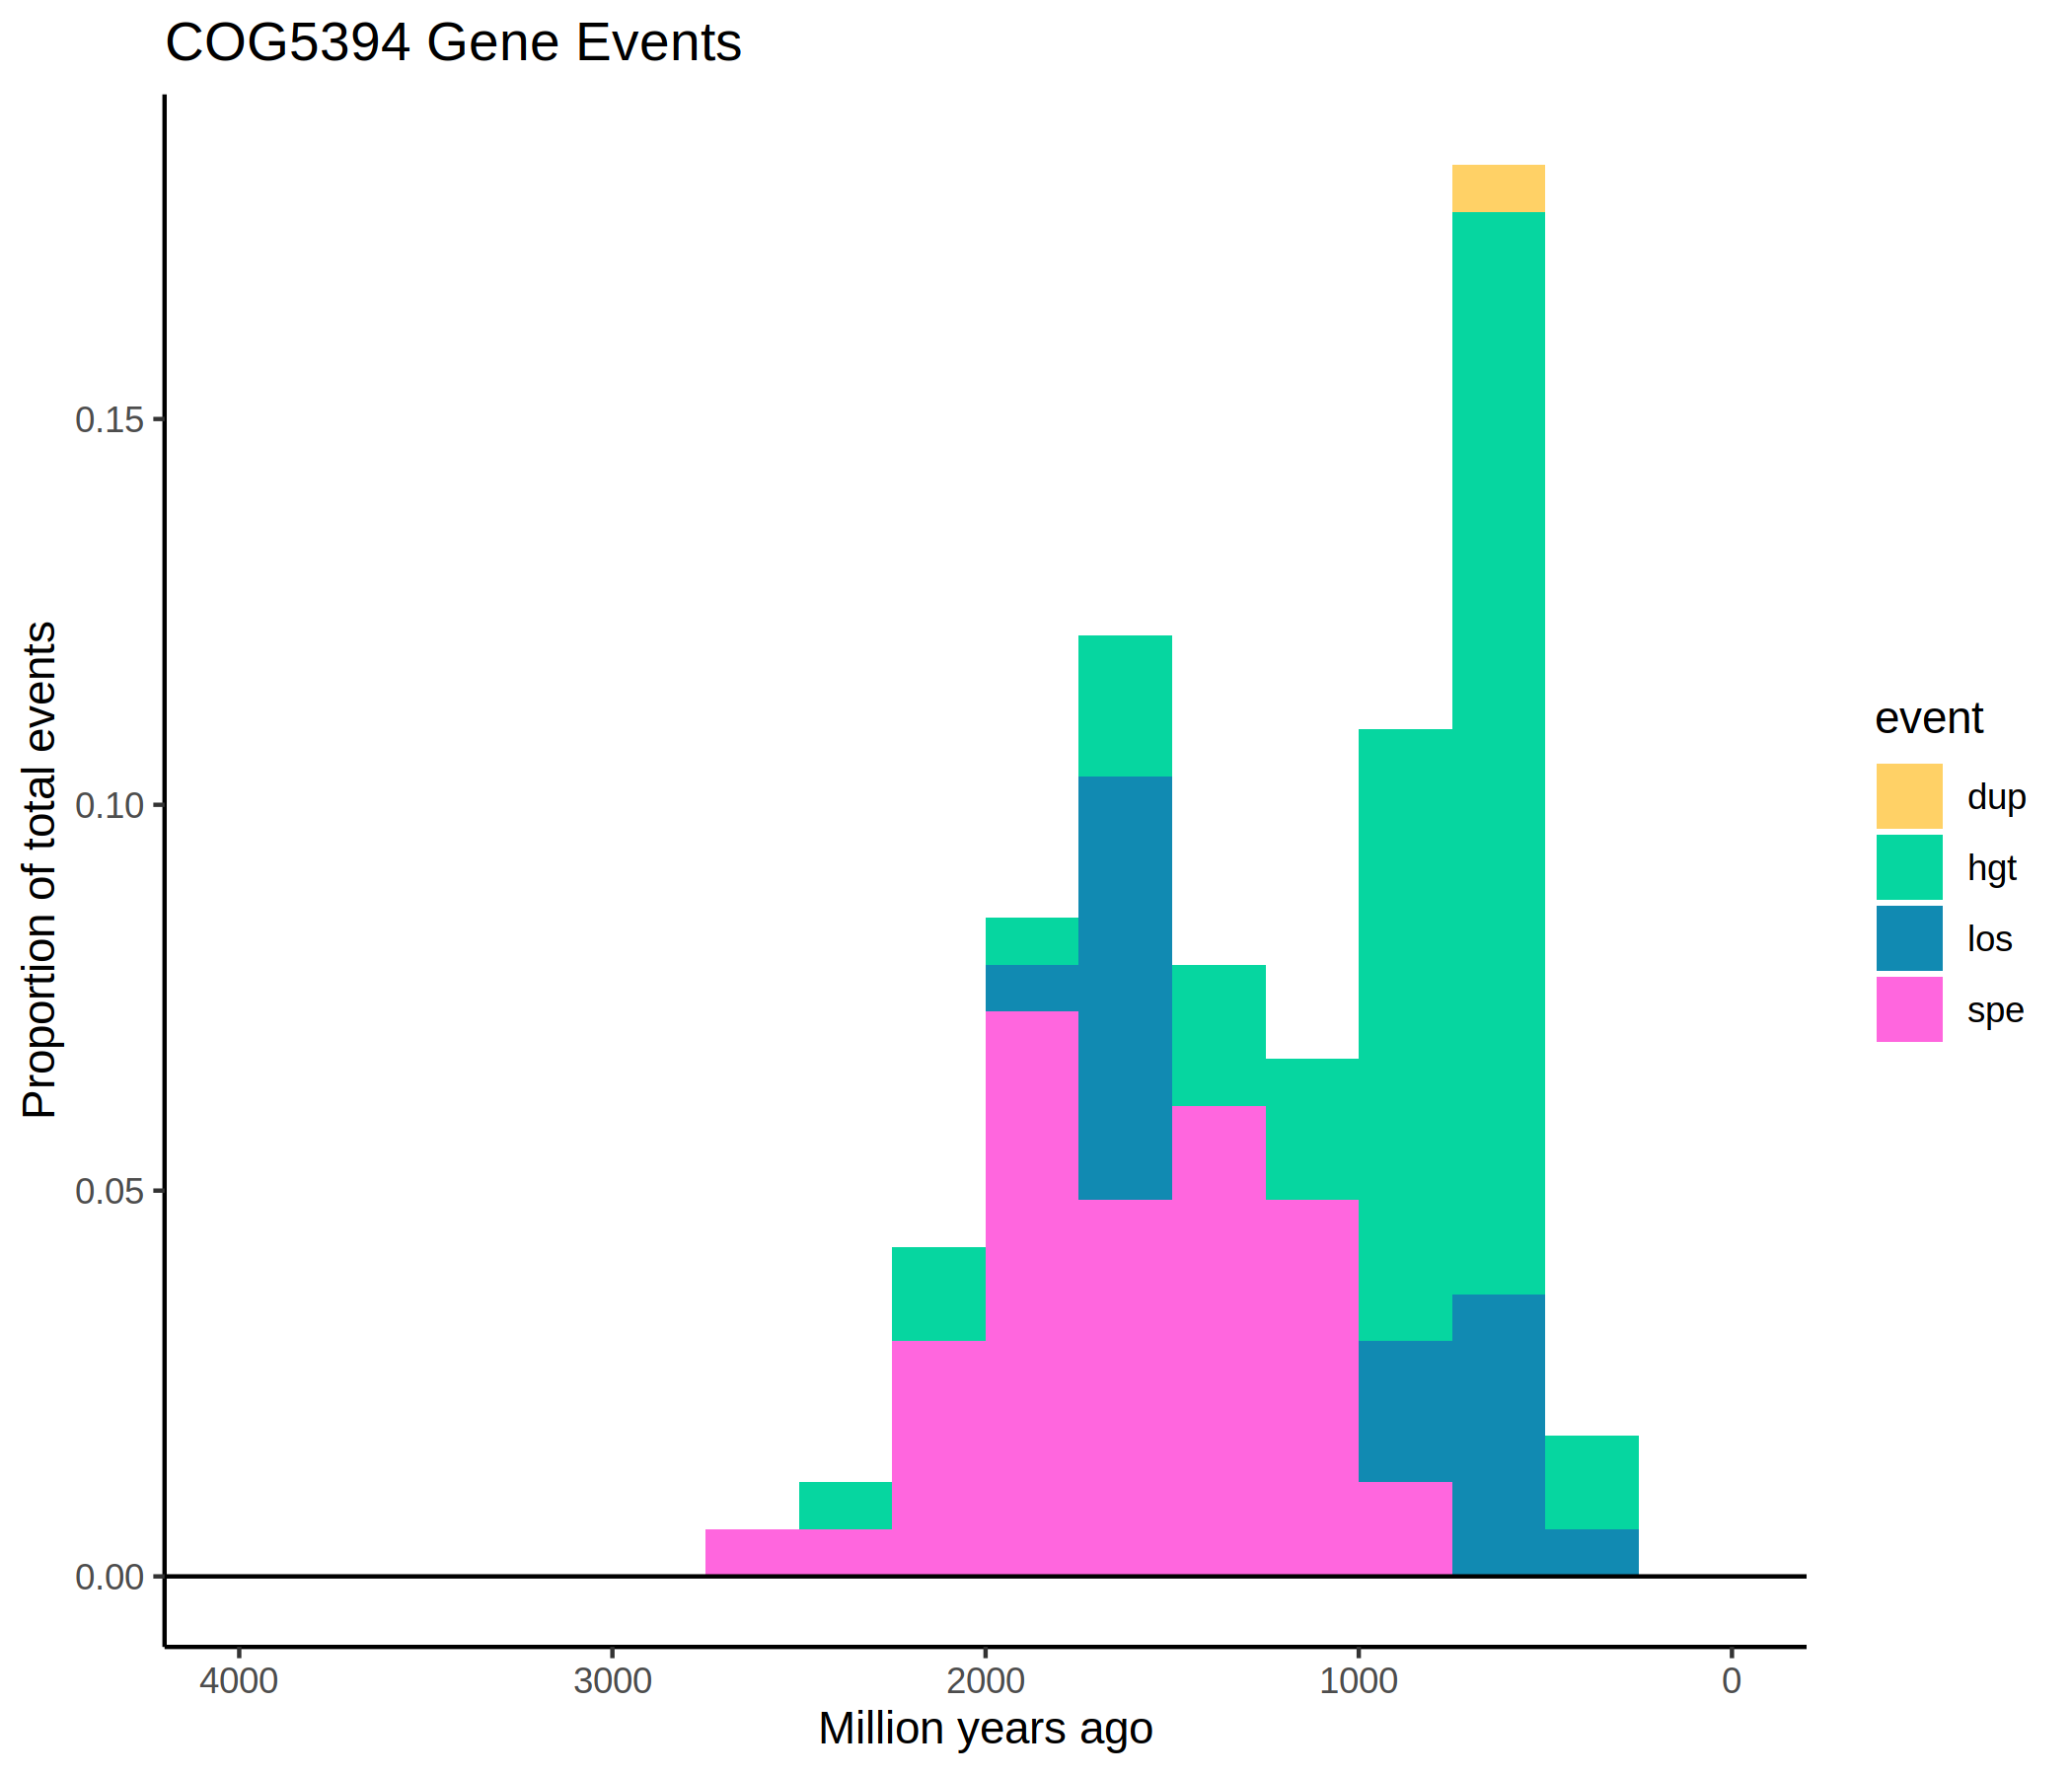 COG5394 Gene Events
Proportion of total events
0.15
0.10
0.05
0.00
4000 3000 2000 1000 0
Million years ago
event
dup
hgt
los
spe